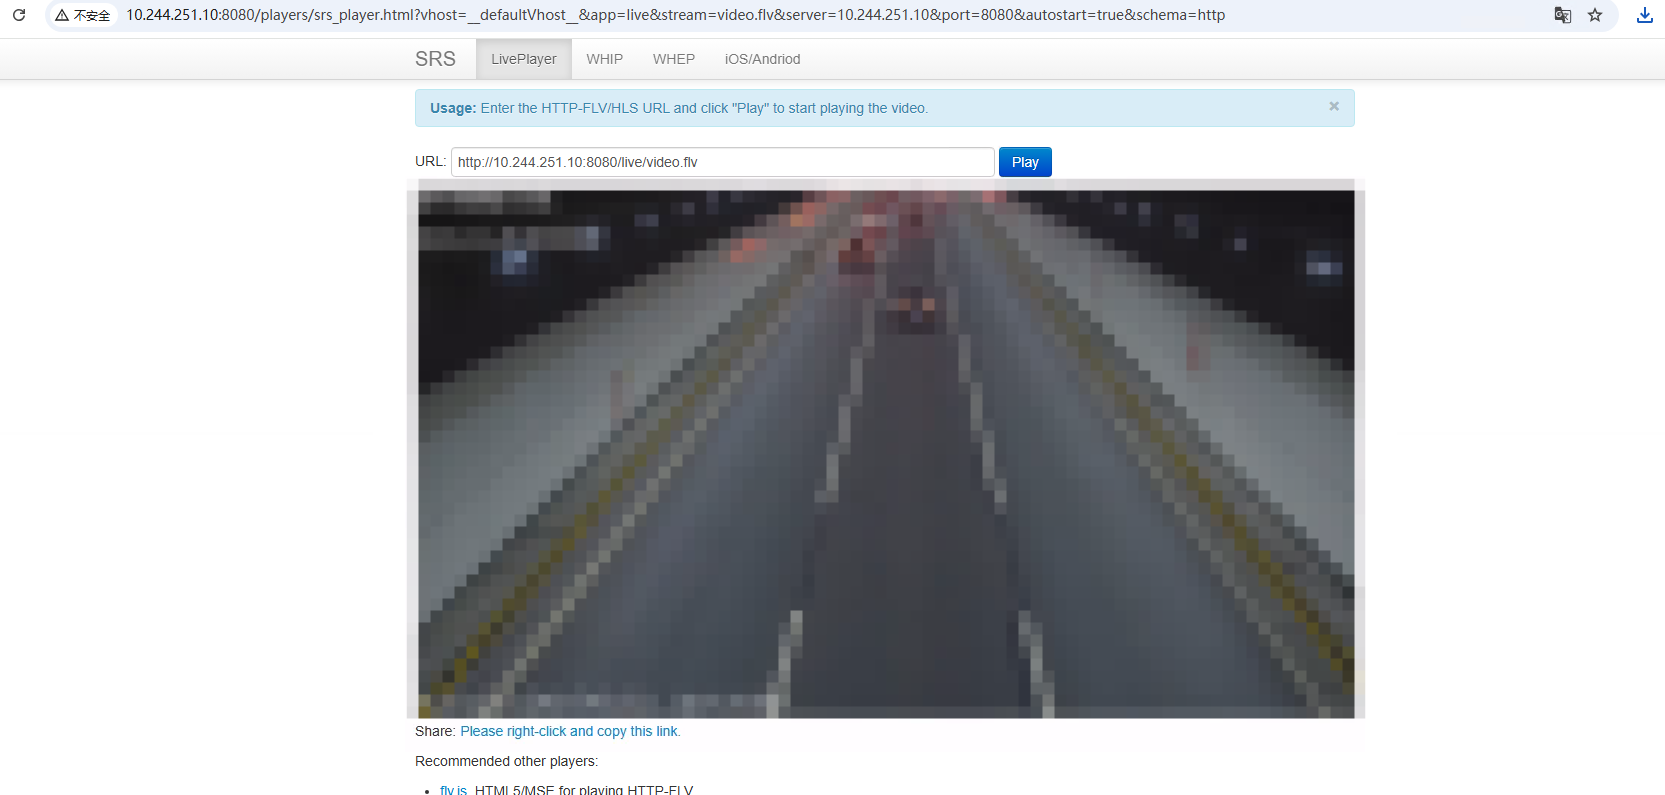 不安全
10.244.251.10:8080/players/srs_player.html?vhost=__defaultVhost__&app=live&stream=video.flv&server=10.244.251.10&port=8080&autostart=true&schema=http
SRS LivePlayer WHIP WHEP iOS/Andriod
Usage: Enter the HTTP-FLV/HLS URL and click "Play" to start playing the video. ×
URL: http://10.244.251.10:8080/live/video.flv Play
Share: Please right-click and copy this link.
Recommended other players:
• flv.js, HTML5/MSE for playing HTTP-FLV